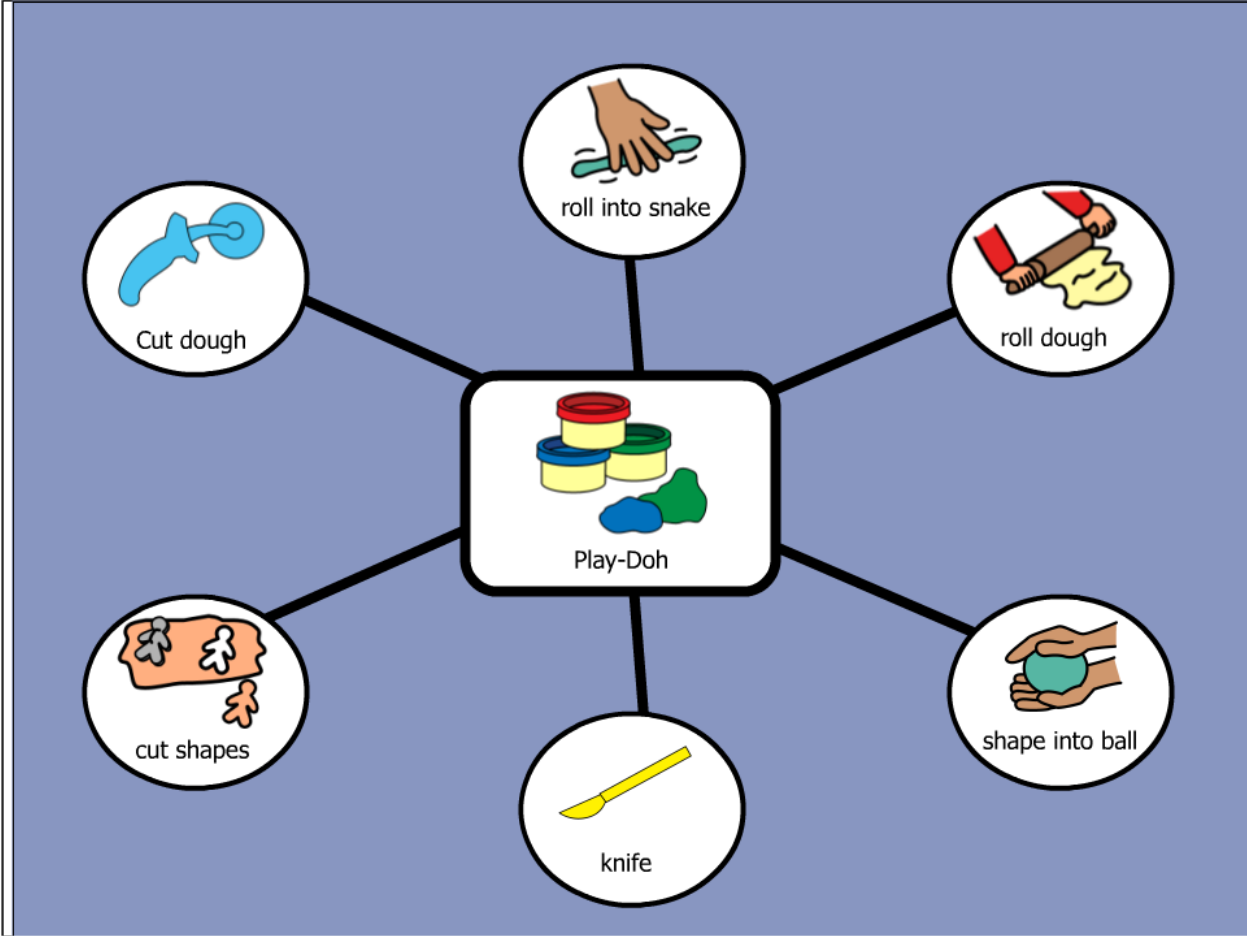 roll into snake
Cut dough
roll dough
Play-Doh
cut shapes
shape into ball
knife